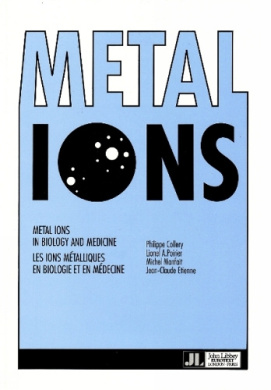 METAL
IONS
METAL IONS
IN BIOLOGY AND MEDICINE
LES IONS MÉTALLIQUES
EN BIOLOGIE ET EN MÉDECINE
Philippe Collery
Lionel A. Poirier
Michel Manfait
Jean-Claude Etienne
JL
John Libbey
EUROTEXT
LONDON · PARIS